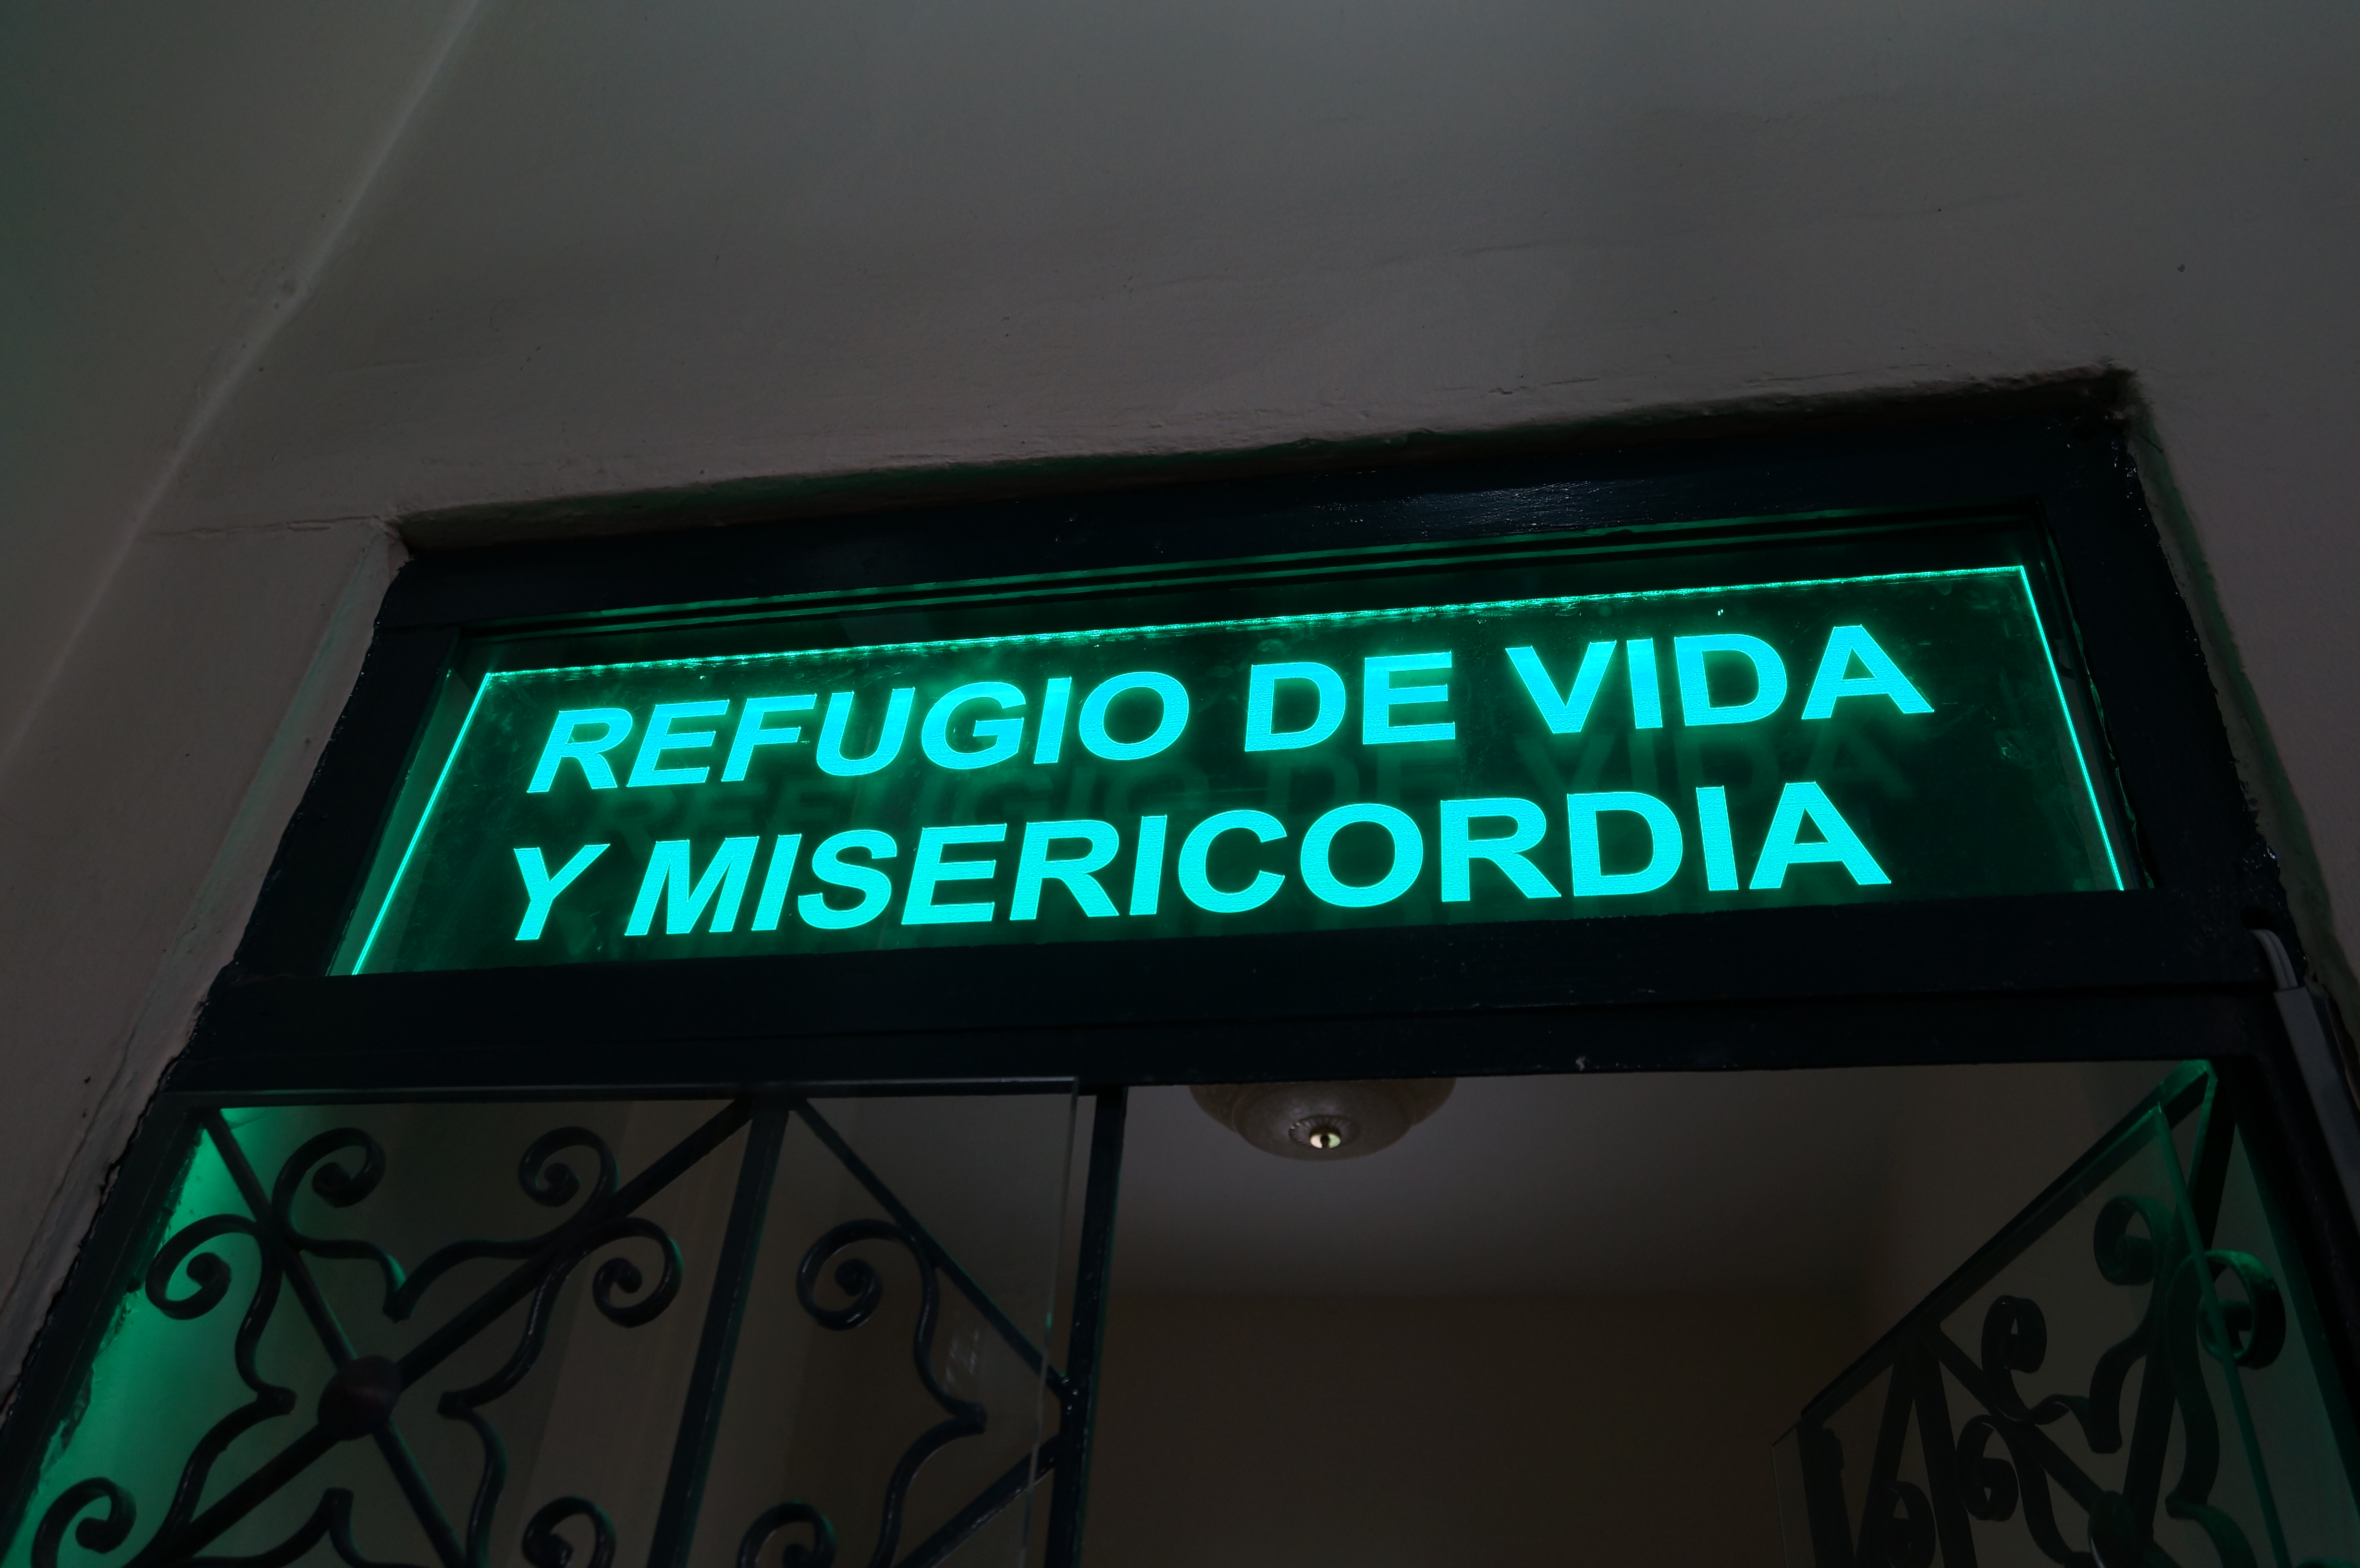 REFUGIO DE VIDA
Y MISERICORDIA